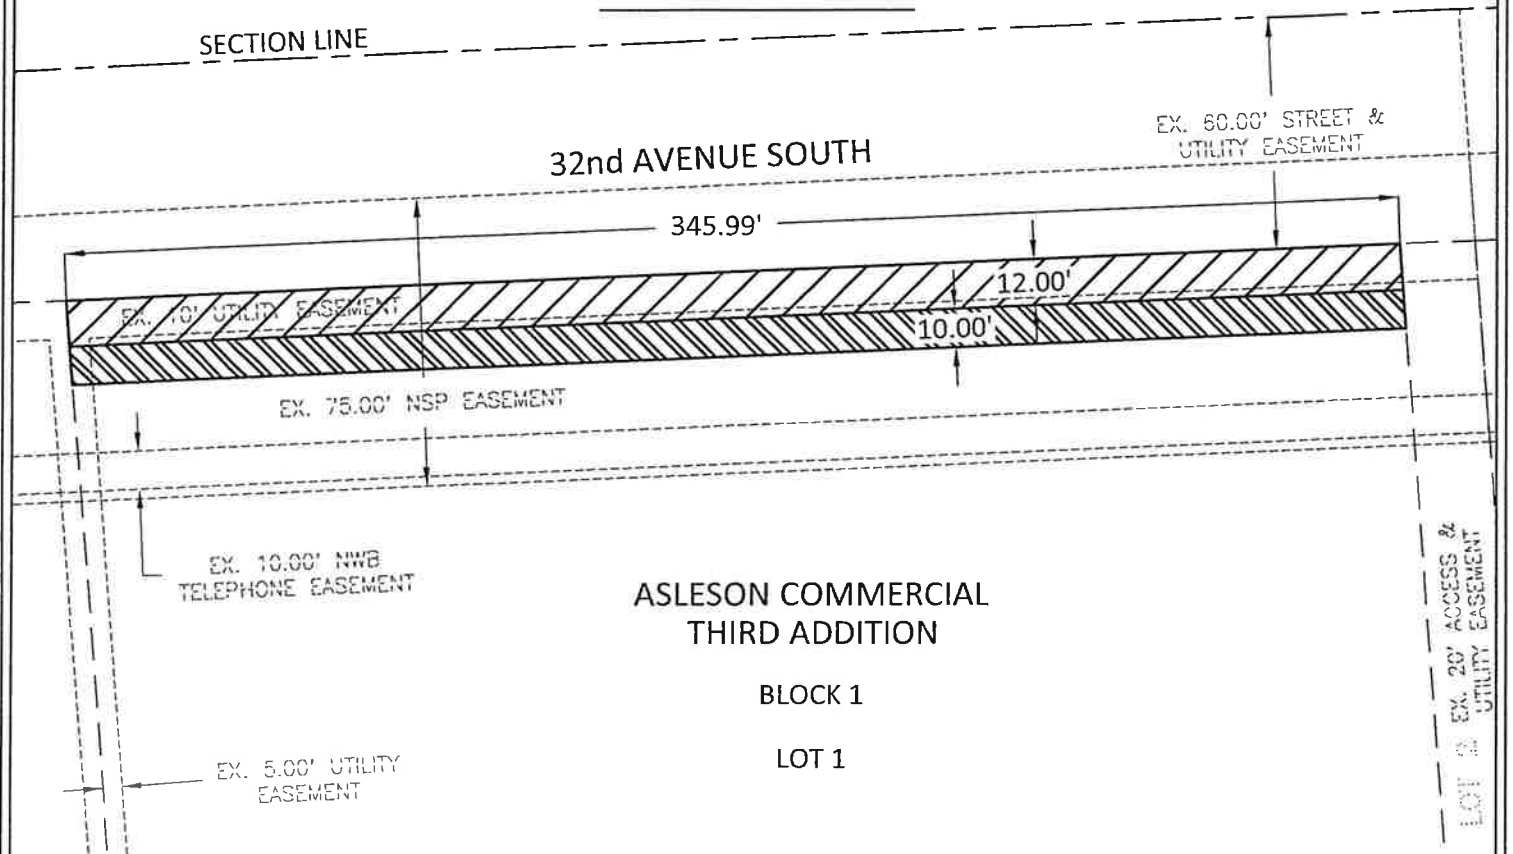 SECTION LINE
EX. 60.00' STREET &
UTILITY EASEMENT
32nd AVENUE SOUTH
345.99'
12.00'
EX. 10' UTILITY EASEMENT
10.00'
EX. 75.00' NSP EASEMENT
EX. 10.00' NWB
TELEPHONE EASEMENT
ASLESON COMMERCIAL
THIRD ADDITION
BLOCK 1
LOT 1
EX. 5.00' UTILITY
EASEMENT
EX. 20' ACCESS &
UTILITY EASEMENT
LOT